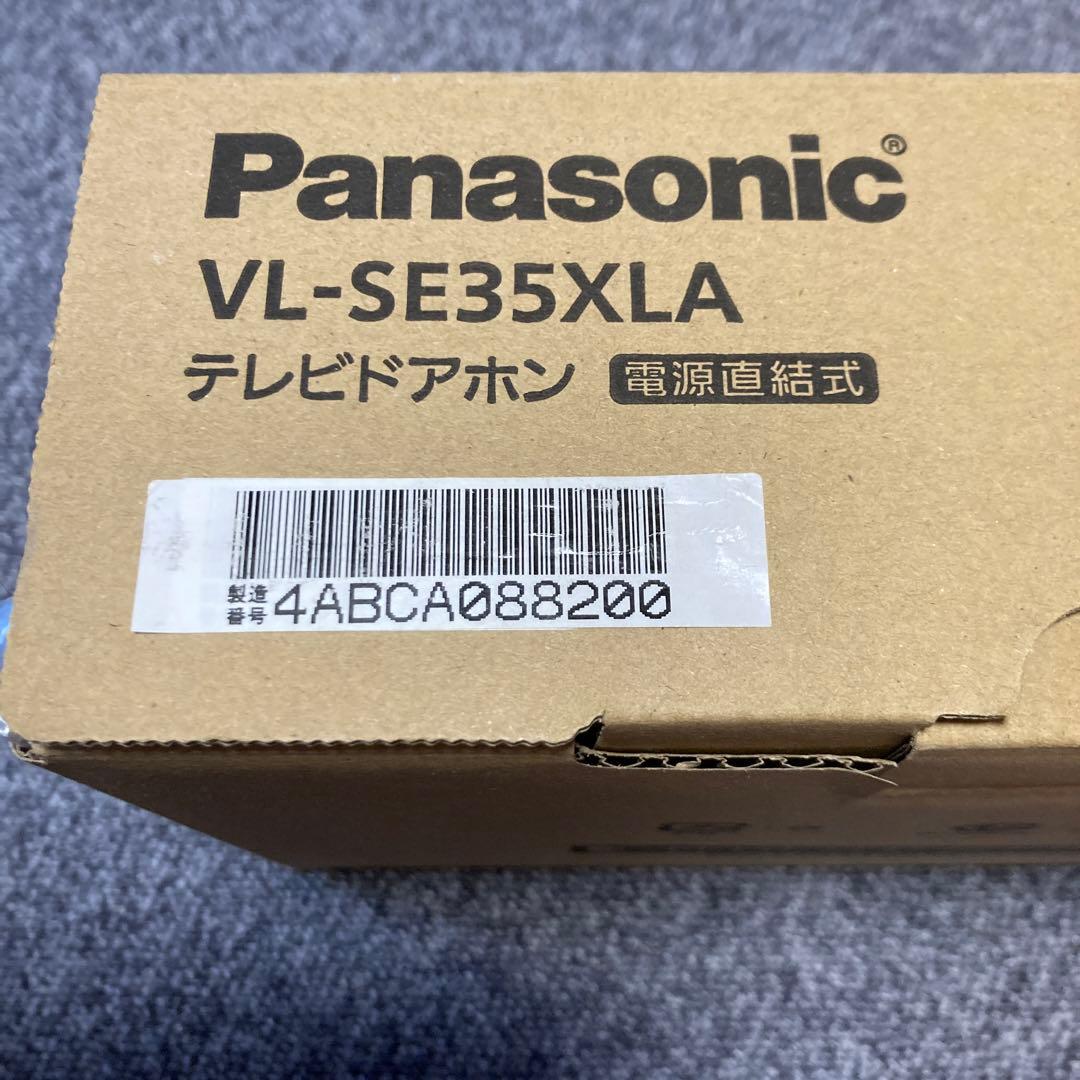 Panasonic®
VL-SE35XLA
テレビドアホン 電源直結式
製造番号 4ABCA088200